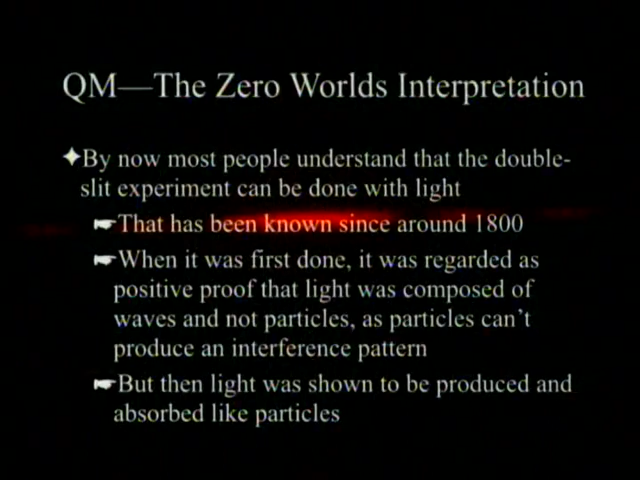 QM—The Zero Worlds Interpretation
By now most people understand that the double-
slit experiment can be done with light
That has been known since around 1800
When it was first done, it was regarded as
positive proof that light was composed of
waves and not particles, as particles can't
produce an interference pattern
But then light was shown to be produced and
absorbed like particles